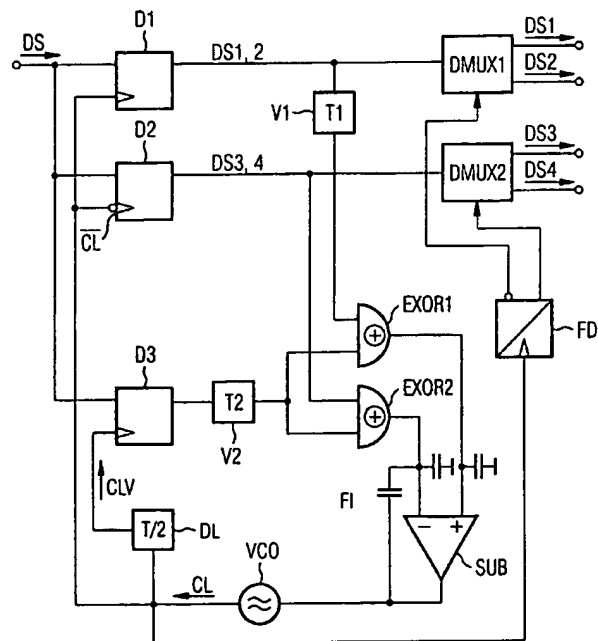 DS
D1
DS1, 2
DS1
DS2
DMUX1
V1
T1
D2
DS3, 4
DS3
DS4
DMUX2
CL
EXOR1
FD
D3
T2
V2
EXOR2
CLV
FI
T/2
DL
VCO
CL
− +
SUB